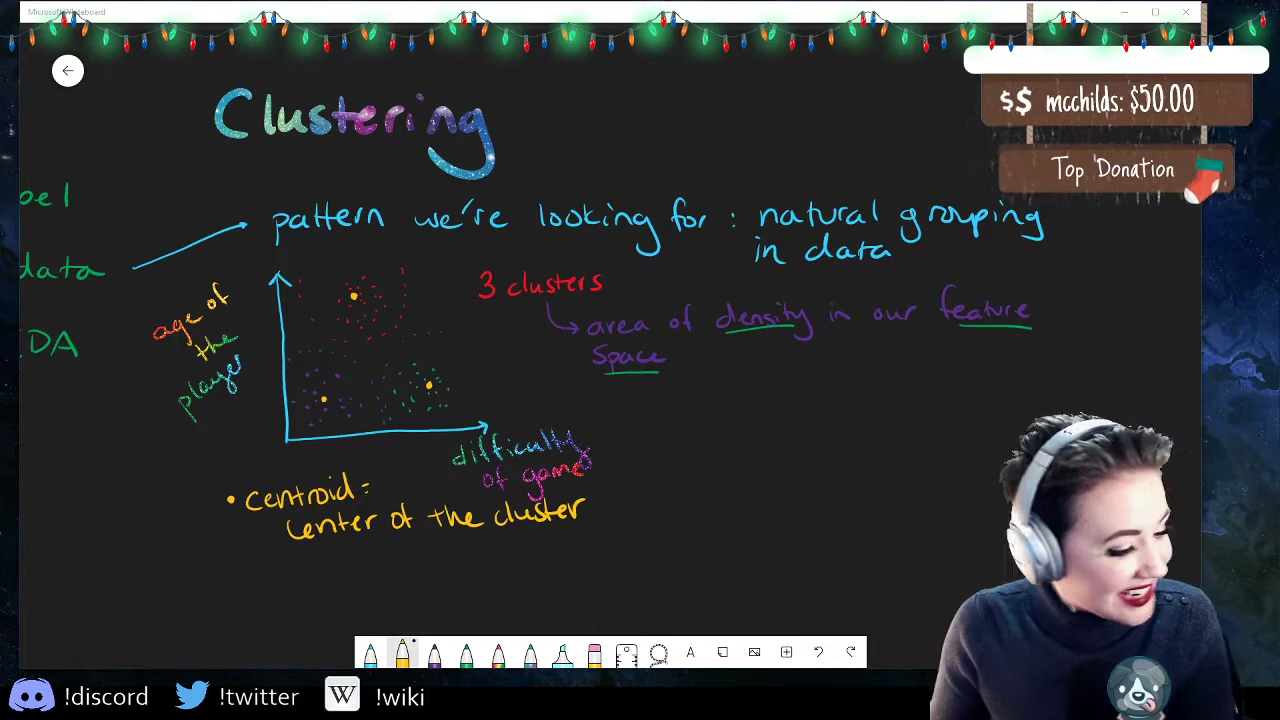 Microsoft Whiteboard
$$ mcchilds: $50.00
Top Donation
Clustering
pattern we're looking for : natural grouping
in data
data
DA
3 clusters
area of density in our feature
space
age of
the
player
difficulty
of game
• centroid =
center of the cluster
A
!discord
!twitter
W !wiki